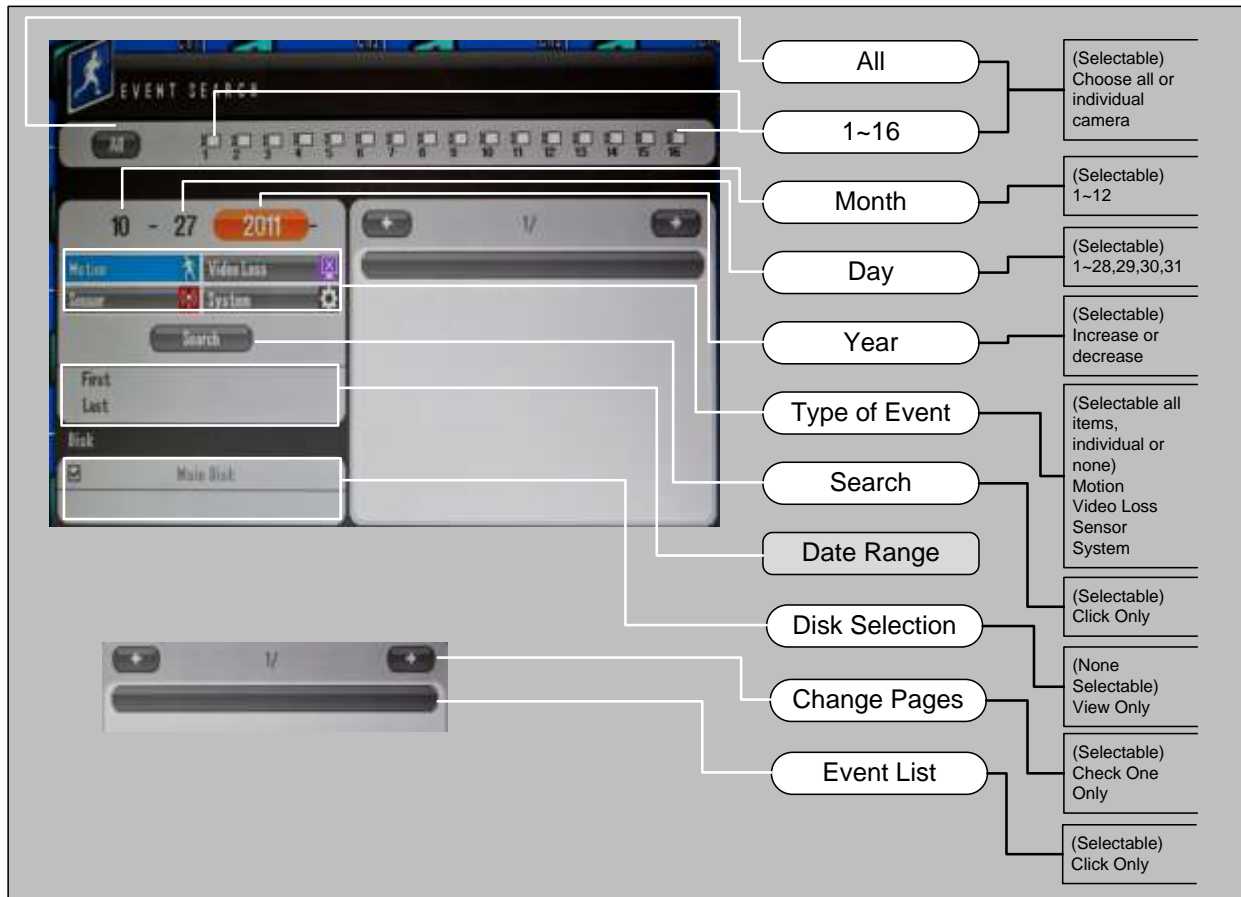 EVENT SEARCH
All
1 2 3 4 5 6 7 8 9 10 11 12 13 14 15 16
10 - 27 2011 -
Motion Video Loss
Sensor System
Search
First
Last
Disk
Main Disk
1/
1/
All
1~16
Month
Day
Year
Type of Event
Search
Date Range
Disk Selection
Change Pages
Event List
(Selectable)
Choose all or
individual
camera
(Selectable)
1~12
(Selectable)
1~28,29,30,31
(Selectable)
Increase or
decrease
(Selectable all
items,
individual or
none)
Motion
Video Loss
Sensor
System
(Selectable)
Click Only
(None
Selectable)
View Only
(Selectable)
Check One
Only
(Selectable)
Click Only